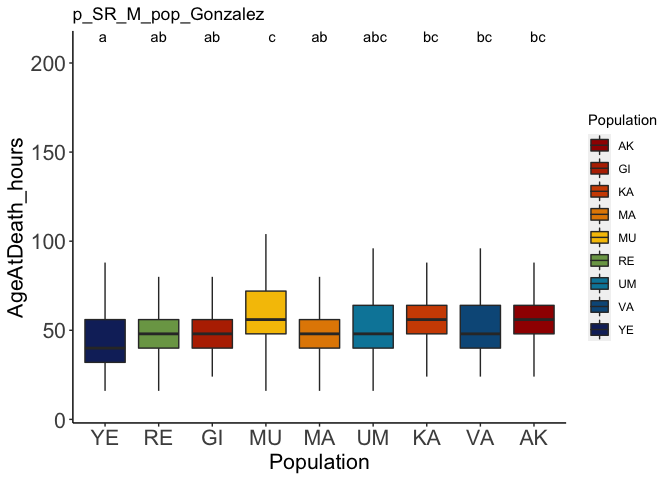 p_SR_M_pop_Gonzalez
a ab ab c ab abc bc bc bc
200
150
100
50
0
AgeAtDeath_hours
YE RE GI MU MA UM KA VA AK
Population
Population
AK
GI
KA
MA
MU
RE
UM
VA
YE